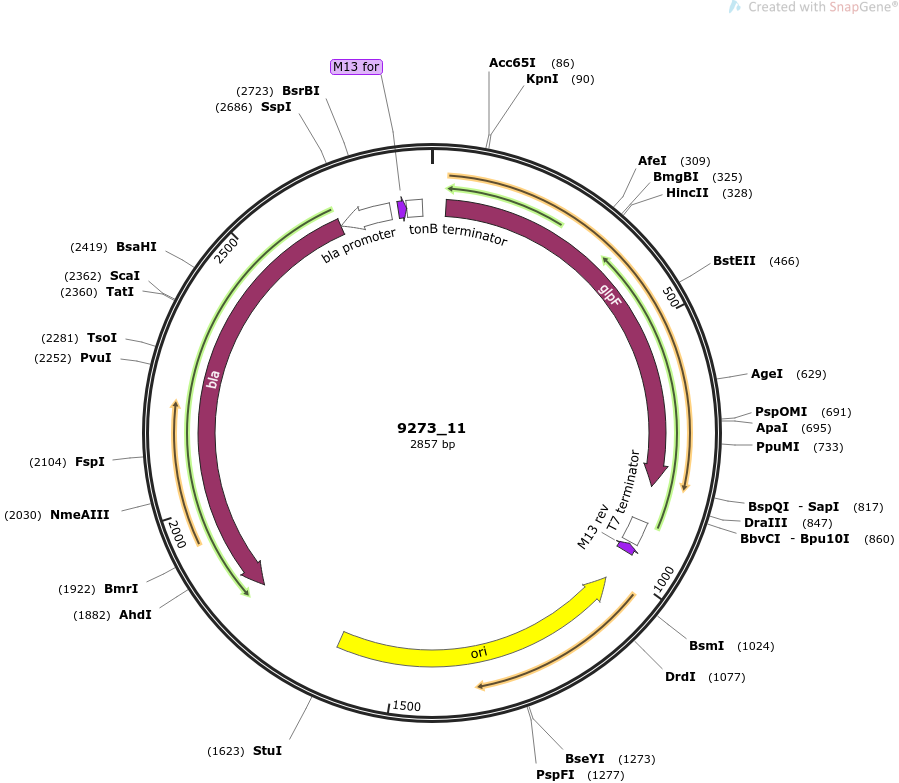 Created with SnapGene®
M13 for
Acc65I (86)
KpnI (90)
(2723) BsrBI
(2686) SspI
AfeI (309)
BmgBI (325)
HincII (328)
bla promoter
tonB terminator
(2419) BsaHI
2500
BstEII (466)
(2362) ScaI
(2360) TatI
glpF
500
(2281) TsoI
(2252) PvuI
bla
AgeI (629)
9273_11
2857 bp
PspOMI (691)
ApaI (695)
PpuMI (733)
(2104) FspI
T7 terminator
M13 rev
BspQI - SapI (817)
DraIII (847)
BbvCI - Bpu10I (860)
(2030) NmeAIII
2000
(1922) BmrI
(1882) AhdI
1000
BsmI (1024)
ori
DrdI (1077)
1500
(1623) StuI
BseYI (1273)
PspFI (1277)